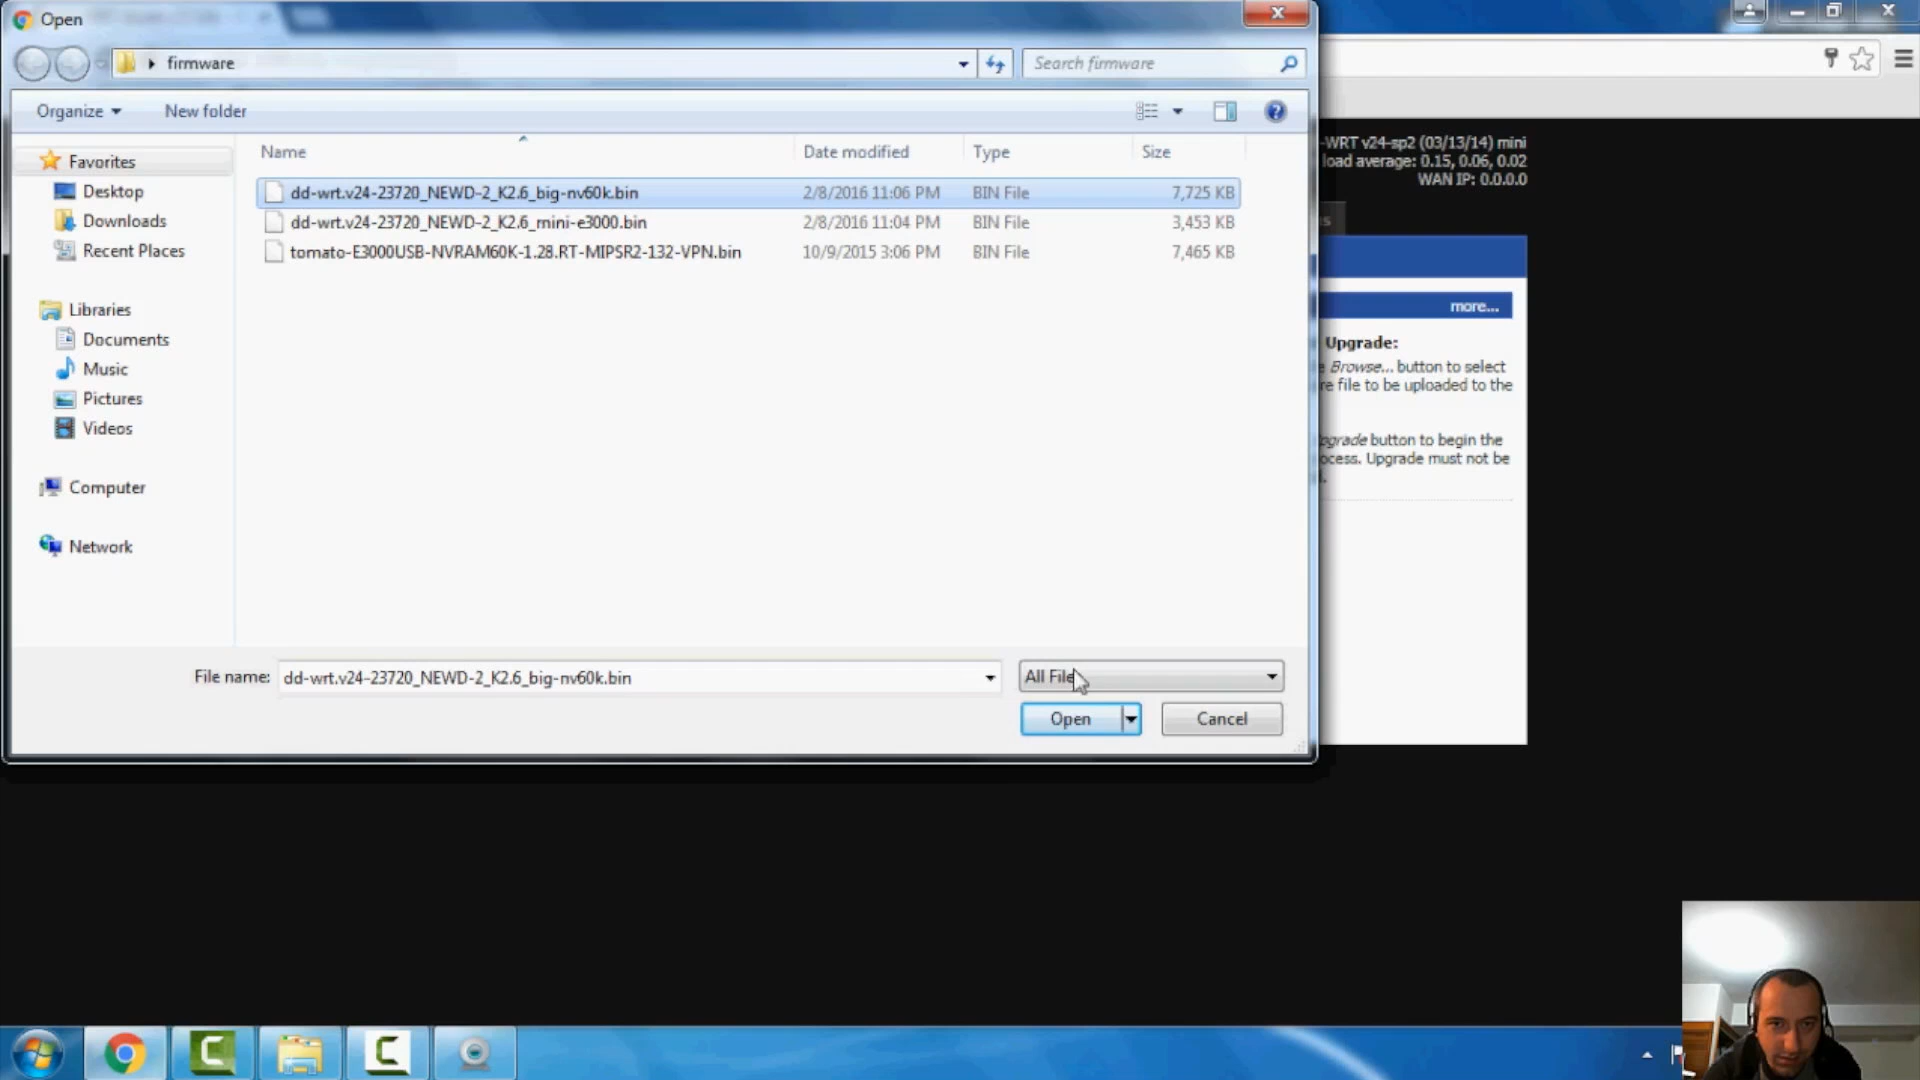 Open
firmware
Search firmware
Organize
New folder
Name
Date modified
Type
Size
Favorites
Desktop
Downloads
Recent Places
Libraries
Documents
Music
Pictures
Videos
Computer
Network
dd-wrt.v24-23720_NEWD-2_K2.6_big-nv60k.bin 2/8/2016 11:06 PM BIN File 7,725 KB
dd-wrt.v24-23720_NEWD-2_K2.6_mini-e3000.bin 2/8/2016 11:04 PM BIN File 3,453 KB
tomato-E3000USB-NVRAM60K-1.28.RT-MIPSR2-132-VPN.bin 10/9/2015 3:06 PM BIN File 7,465 KB
File name: dd-wrt.v24-23720_NEWD-2_K2.6_big-nv60k.bin
All File
Open
Cancel
-WRT v24-sp2 (03/13/14) mini
load average: 0.15, 0.06, 0.02
WAN IP: 0.0.0.0
more...
Upgrade:
Browse... button to select
file to be uploaded to the
button to begin the
Upgrade must not be